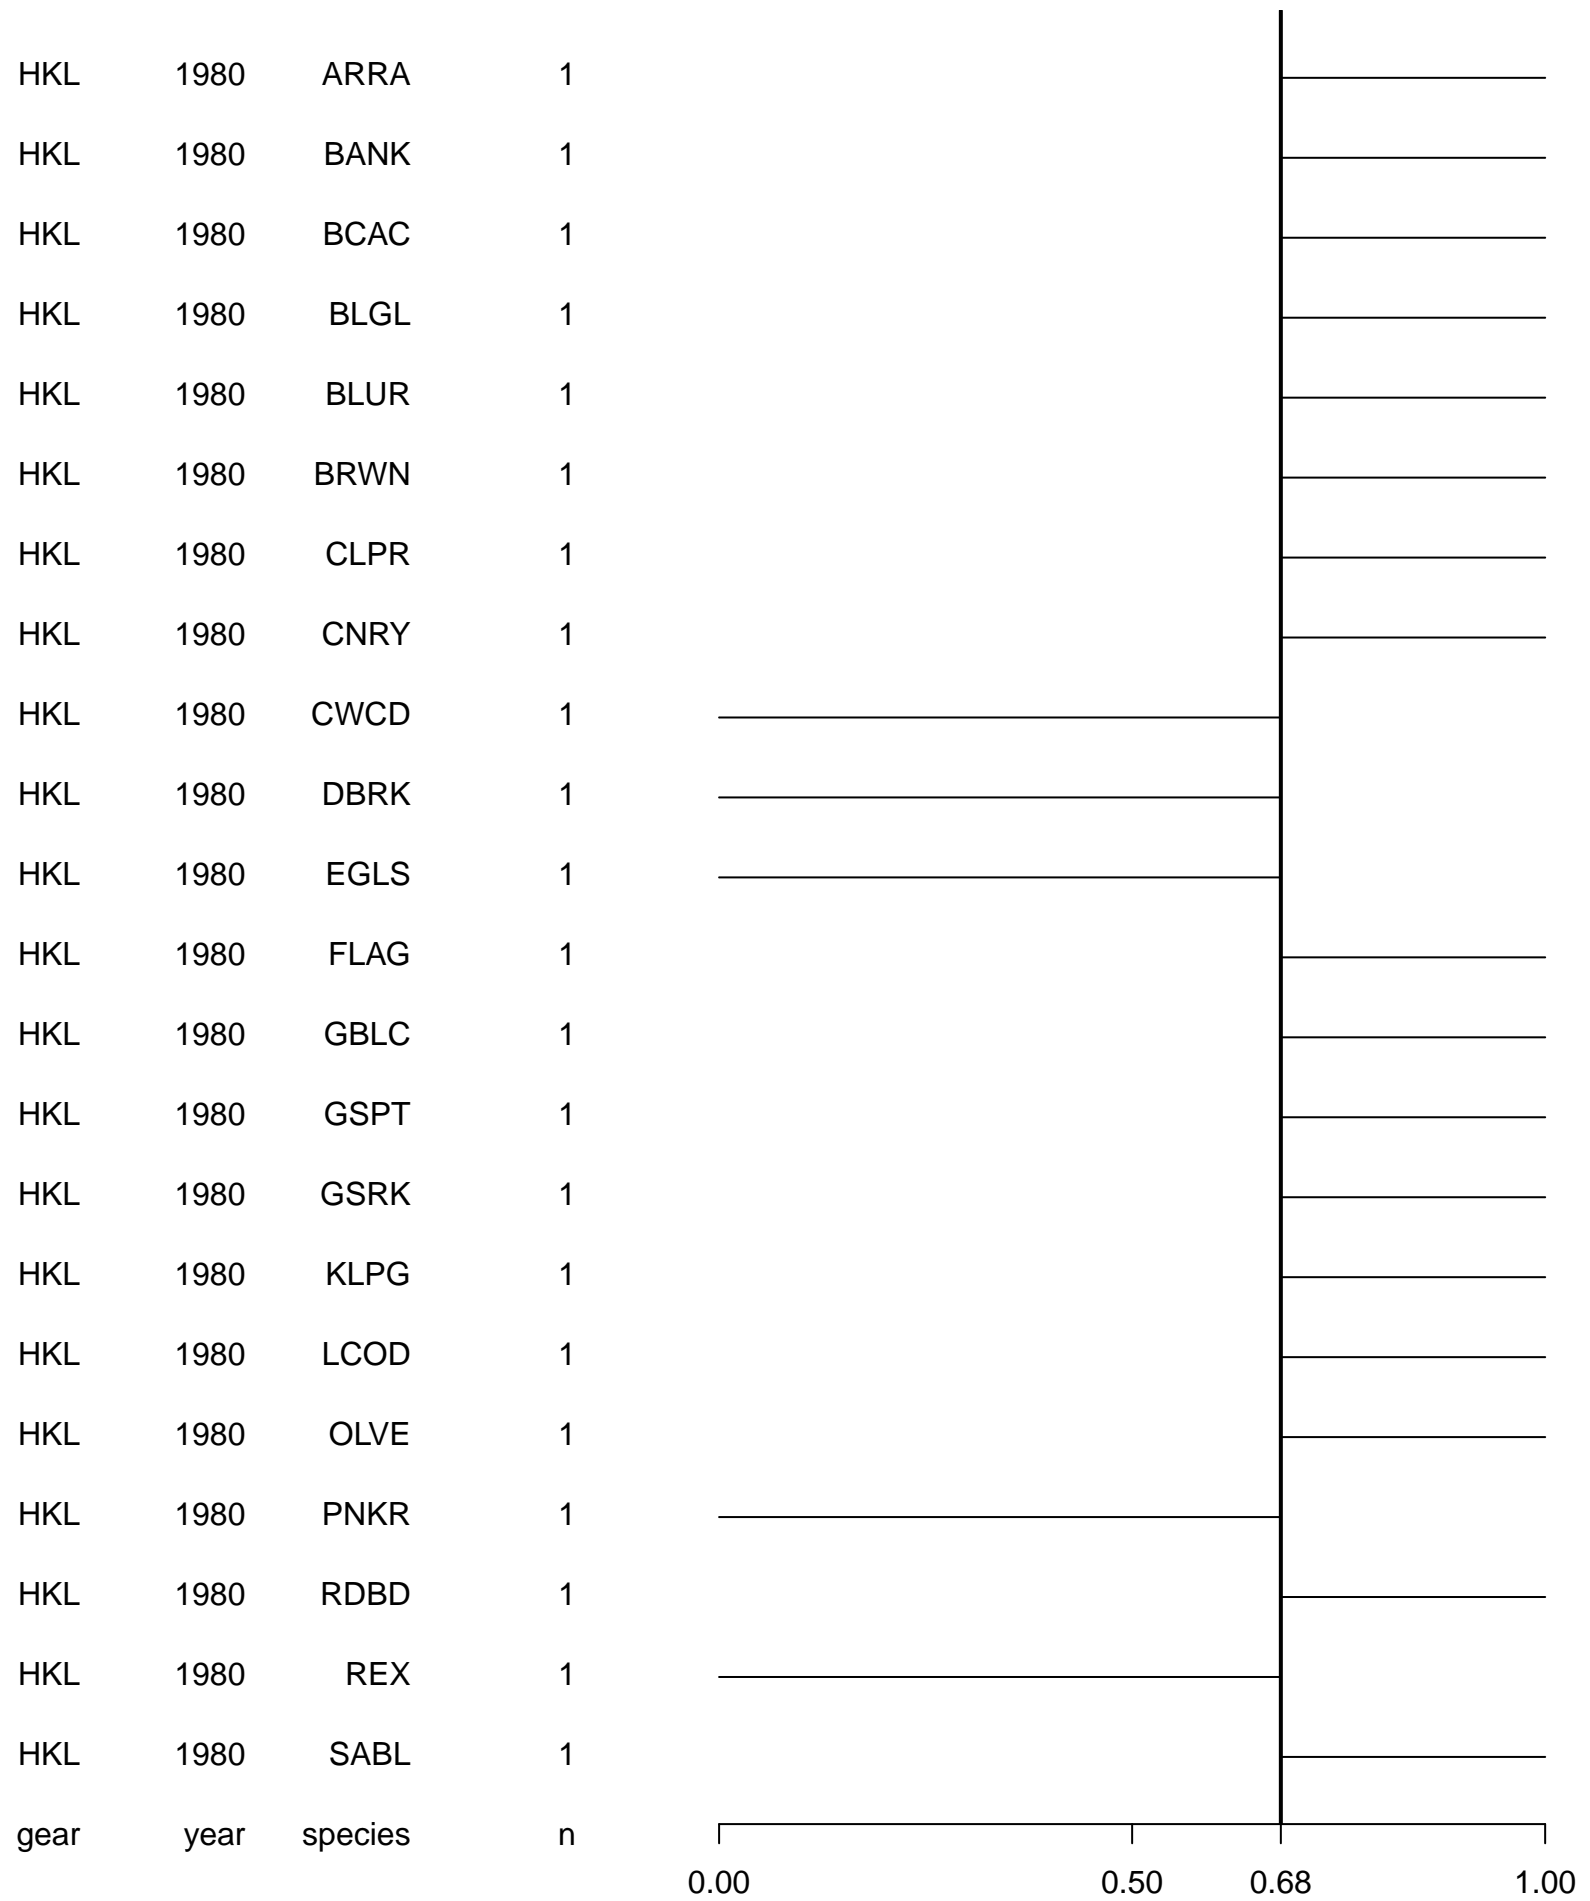 HKL 1980 ARRA 1
HKL 1980 BANK 1
HKL 1980 BCAC 1
HKL 1980 BLGL 1
HKL 1980 BLUR 1
HKL 1980 BRWN 1
HKL 1980 CLPR 1
HKL 1980 CNRY 1
HKL 1980 CWCD 1
HKL 1980 DBRK 1
HKL 1980 EGLS 1
HKL 1980 FLAG 1
HKL 1980 GBLC 1
HKL 1980 GSPT 1
HKL 1980 GSRK 1
HKL 1980 KLPG 1
HKL 1980 LCOD 1
HKL 1980 OLVE 1
HKL 1980 PNKR 1
HKL 1980 RDBD 1
HKL 1980 REX 1
HKL 1980 SABL 1
gear year species n
0.00 0.50 0.68 1.00